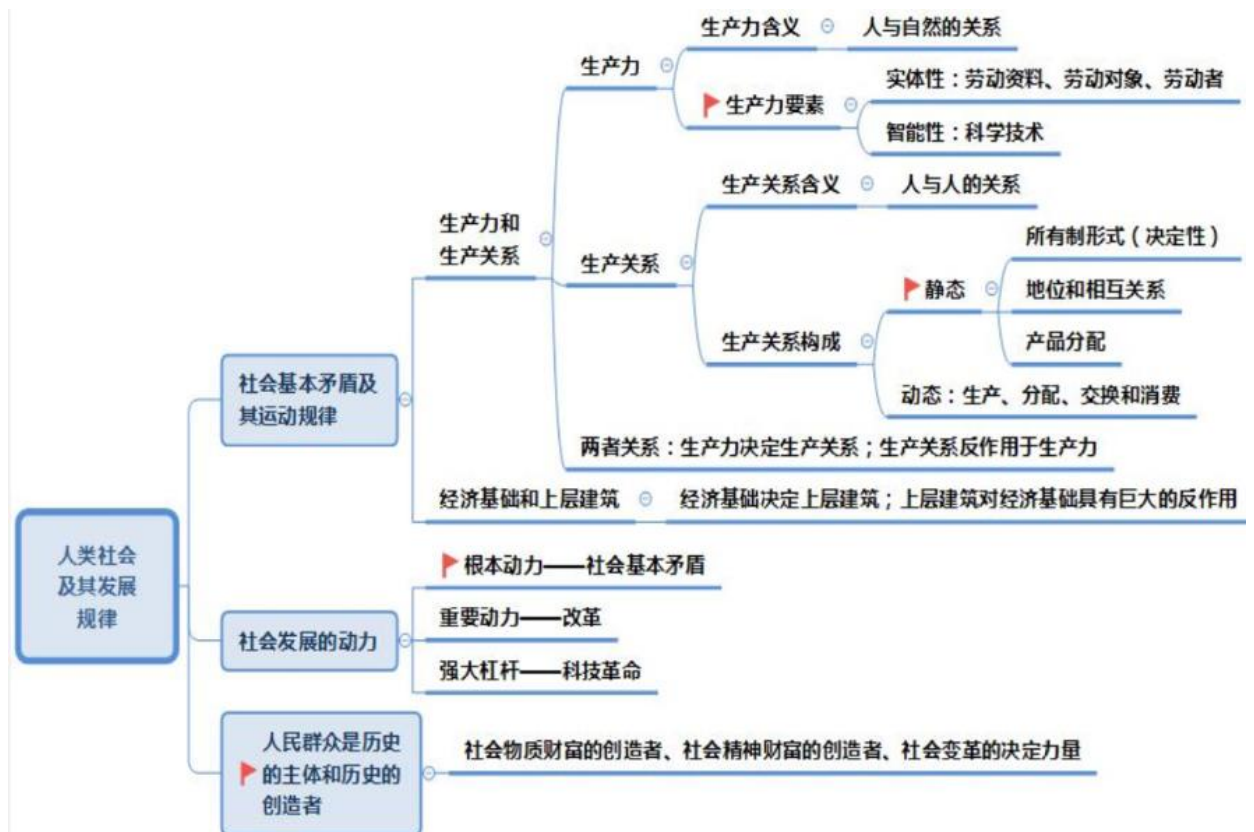 人类社会
及其发展
规律
社会基本矛盾及
其运动规律
生产力和
生产关系
生产力
生产力含义
人与自然的关系
生产力要素
实体性：劳动资料、劳动对象、劳动者
智能性：科学技术
生产关系
生产关系含义
人与人的关系
生产关系构成
静态
所有制形式（决定性）
地位和相互关系
产品分配
动态：生产、分配、交换和消费
两者关系：生产力决定生产关系；生产关系反作用于生产力
经济基础和上层建筑
经济基础决定上层建筑；上层建筑对经济基础具有巨大的反作用
社会发展的动力
根本动力——社会基本矛盾
重要动力——改革
强大杠杆——科技革命
人民群众是历史
的主体和历史的
创造者
社会物质财富的创造者、社会精神财富的创造者、社会变革的决定力量